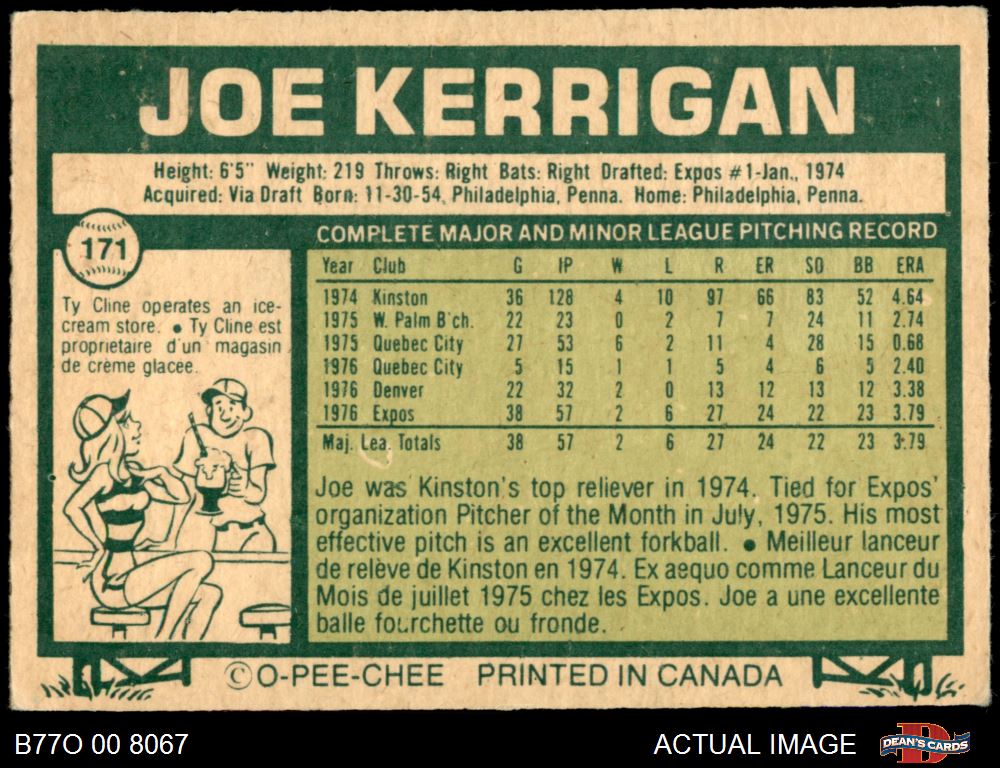 JOE KERRIGAN
Height: 6'5" Weight: 219 Throws: Right Bats: Right Drafted: Expos #1-Jan., 1974
Acquired: Via Draft Born: 11-30-54, Philadelphia, Penna. Home: Philadelphia, Penna.
171
Ty Cline operates an ice-
cream store. ● Ty Cline est
proprietaire d'un magasin
de crème glacee.
COMPLETE MAJOR AND MINOR LEAGUE PITCHING RECORD
Year Club G IP W L R ER SO BB ERA
1974 Kinston 36 128 4 10 97 66 83 52 4.64
1975 W. Palm B'ch. 22 23 0 2 7 7 24 11 2.74
1975 Quebec City 27 53 6 2 11 4 28 15 0.68
1976 Quebec City 5 15 1 1 5 4 6 5 2.40
1976 Denver 22 32 2 0 13 12 13 12 3.38
1976 Expos 38 57 2 6 27 24 22 23 3.79
Maj. Lea. Totals 38 57 2 6 27 24 22 23 3.79
Joe was Kinston's top reliever in 1974. Tied for Expos'
organization Pitcher of the Month in July, 1975. His most
effective pitch is an excellent forkball. ● Meilleur lanceur
de relève de Kinston en 1974. Ex aequo comme Lanceur du
Mois de juillet 1975 chez les Expos. Joe a une excellente
balle fourchette ou fronde.
©O-PEE-CHEE PRINTED IN CANADA
B77O 00 8067
ACTUAL IMAGE
DEAN'S CARDS